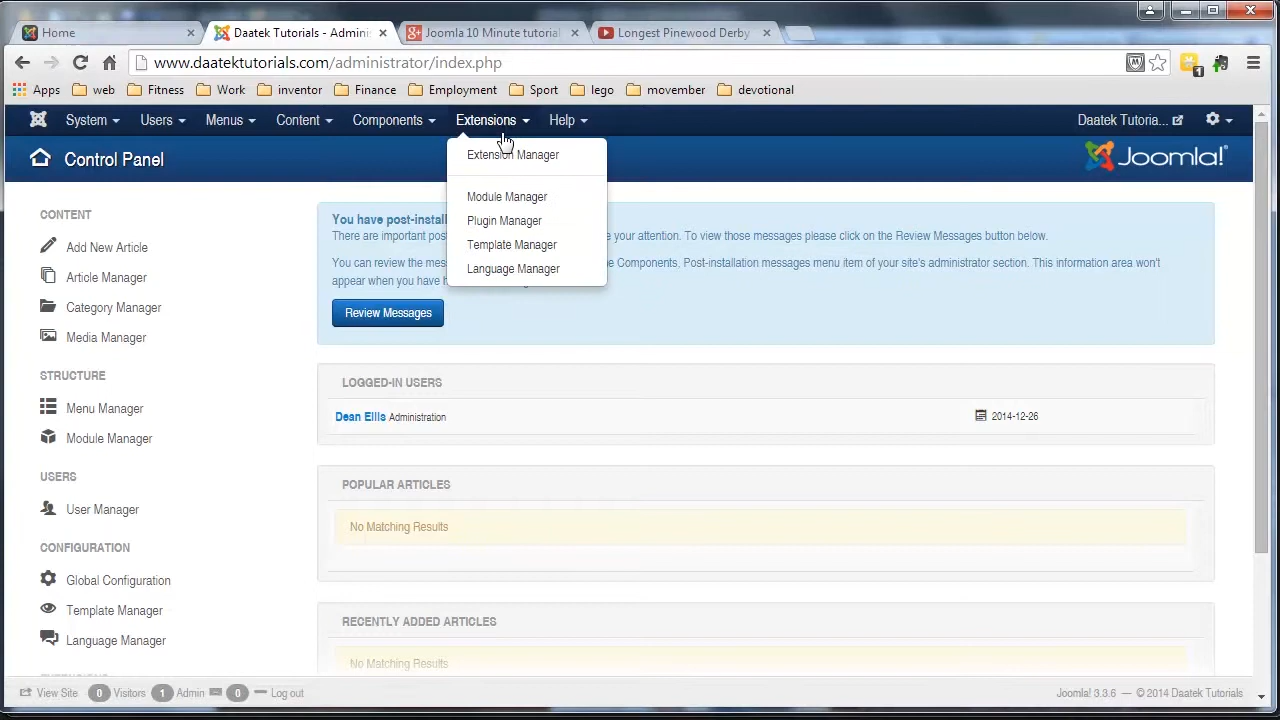 Home
Daatek Tutorials - Adminis
Joomla 10 Minute tutorial
Longest Pinewood Derby
www.daatektutorials.com/administrator/index.php
1
Apps web Fitness Work inventor Finance Employment Sport lego movember devotional
System Users Menus Content Components Extensions Help Daatek Tutoria...
Control Panel
Joomla!
Extension Manager
Module Manager
Plugin Manager
Template Manager
Language Manager
CONTENT
Add New Article
Article Manager
Category Manager
Media Manager
STRUCTURE
Menu Manager
Module Manager
USERS
User Manager
CONFIGURATION
Global Configuration
Template Manager
Language Manager
You have post-install
There are important pos e your attention. To view those messages please click on the Review Messages button below.
You can review the mess e Components, Post-installation messages menu item of your site's administrator section. This information area won't
appear when you have
Review Messages
LOGGED-IN USERS
Dean Ellis Administration 2014-12-26
POPULAR ARTICLES
No Matching Results
RECENTLY ADDED ARTICLES
No Matching Results
View Site 0 Visitors 1 Admin 0 Log out
Joomla! 3.3.6 — © 2014 Daatek Tutorials